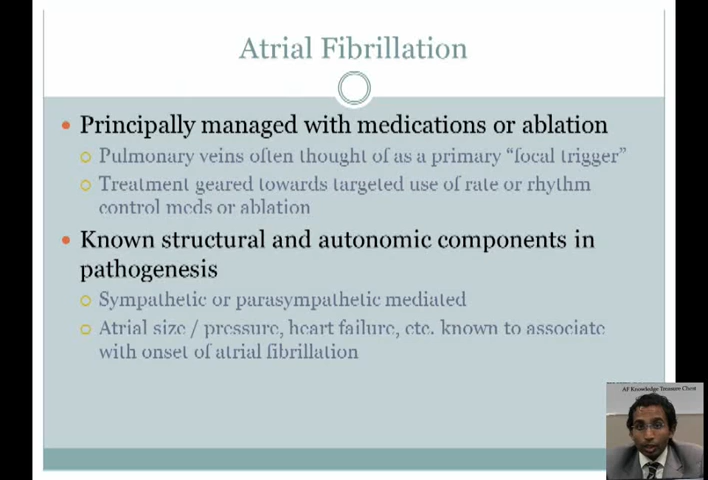 Atrial Fibrillation
Principally managed with medications or ablation
Pulmonary veins often thought of as a primary “focal trigger”
Treatment geared towards targeted use of rate or rhythm
control meds or ablation
Known structural and autonomic components in
pathogenesis
Sympathetic or parasympathetic mediated
Atrial size / pressure, heart failure, etc. known to associate
with onset of atrial fibrillation
AF Knowledge Treasure Chest